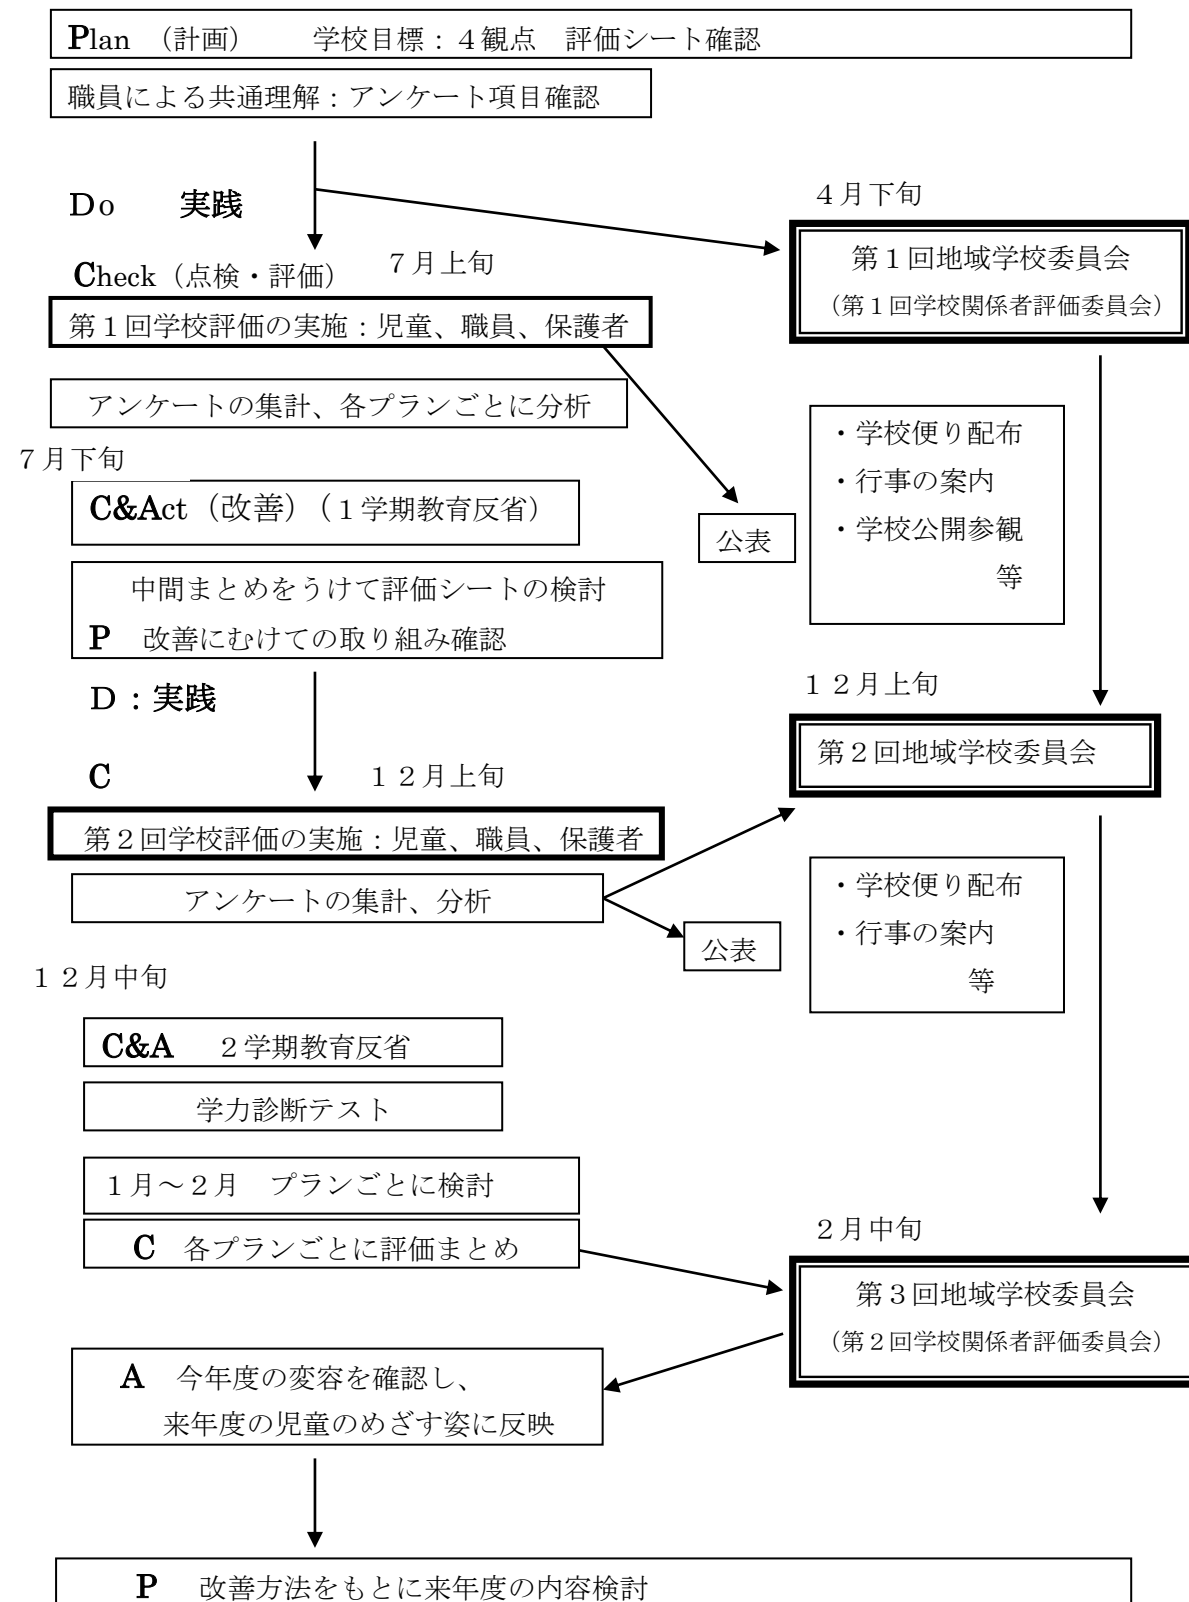 Plan （計画）　　学校目標：４観点　評価シート確認
職員による共通理解：アンケート項目確認
Do　　実践
４月下旬
第１回地域学校委員会
（第１回学校関係者評価委員会）
Check（点検・評価）　７月上旬
第１回学校評価の実施：児童、職員、保護者
アンケートの集計、各プランごとに分析
７月下旬
C&Act（改善）（１学期教育反省）
公表
・学校便り配布
・行事の案内
・学校公開参観
等
中間まとめをうけて評価シートの検討
P　改善にむけての取り組み確認
D：実践
１２月上旬
第２回地域学校委員会
C　　１２月上旬
第２回学校評価の実施：児童、職員、保護者
アンケートの集計、分析
公表
・学校便り配布
・行事の案内
等
１２月中旬
C&A　２学期教育反省
学力診断テスト
１月～２月　プランごとに検討
C　各プランごとに評価まとめ
２月中旬
第３回地域学校委員会
（第２回学校関係者評価委員会）
A　今年度の変容を確認し、
来年度の児童のめざす姿に反映
P　改善方法をもとに来年度の内容検討